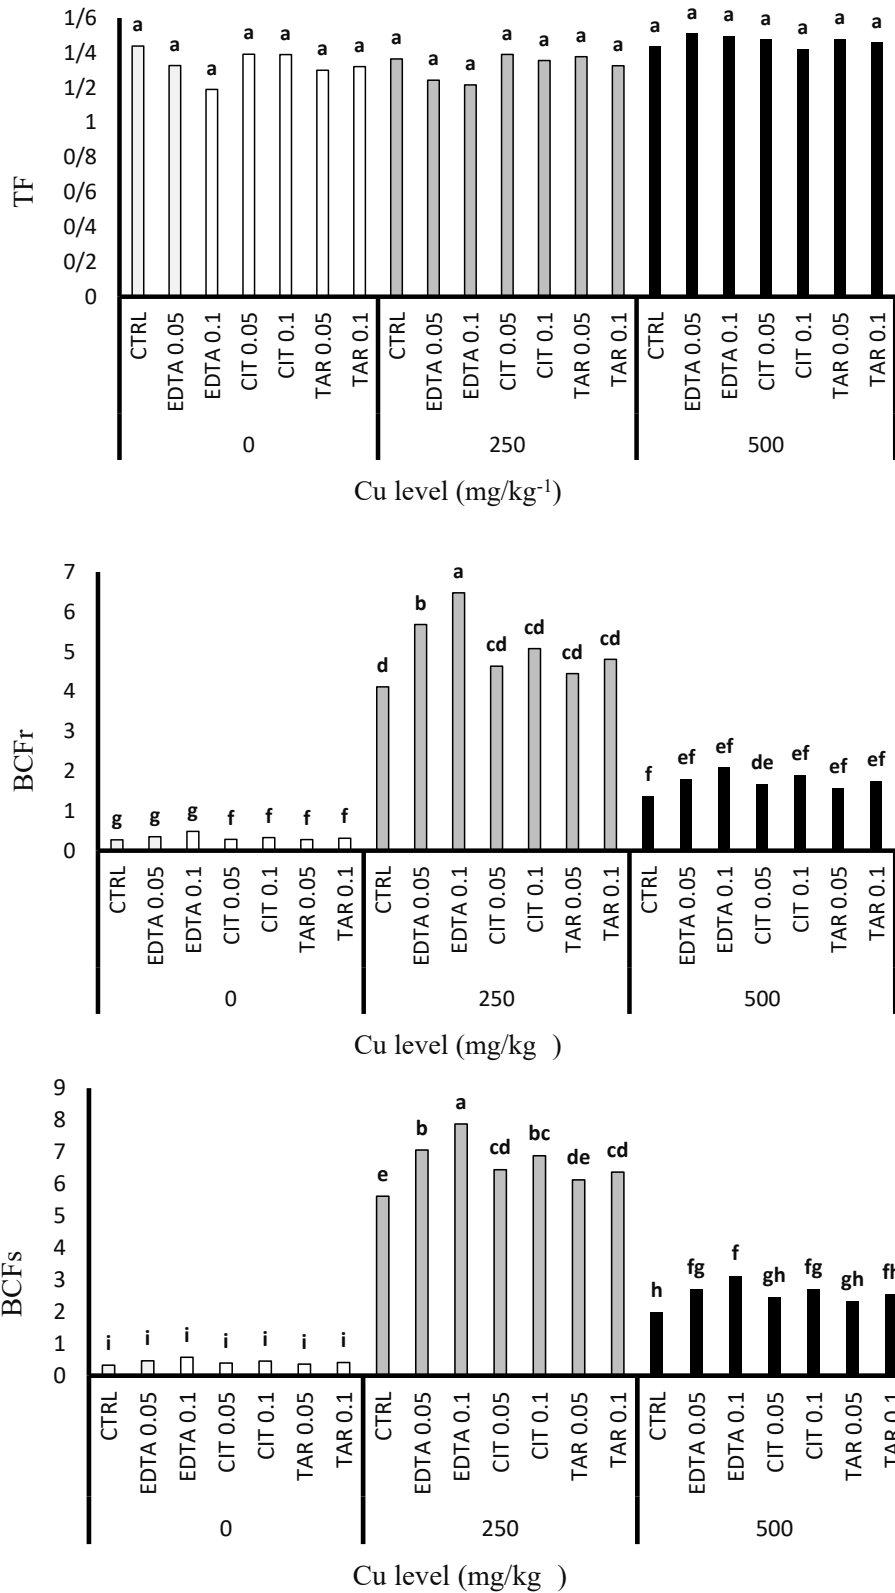 1/6
1/4
1/2
1
0/8
0/6
0/4
0/2
0
TF
a a a a a a a a a a a a a a a a a a a a a
CTRL
EDTA 0.05
EDTA 0.1
CIT 0.05
CIT 0.1
TAR 0.05
TAR 0.1
CTRL
EDTA 0.05
EDTA 0.1
CIT 0.05
CIT 0.1
TAR 0.05
TAR 0.1
CTRL
EDTA 0.05
EDTA 0.1
CIT 0.05
CIT 0.1
TAR 0.05
TAR 0.1
0 250 500
Cu level (mg/kg-1)
7
6
5
4
3
2
1
0
BCFr
g g g f f f f d b a cd cd cd cd f ef ef de ef ef ef
CTRL
EDTA 0.05
EDTA 0.1
CIT 0.05
CIT 0.1
TAR 0.05
TAR 0.1
CTRL
EDTA 0.05
EDTA 0.1
CIT 0.05
CIT 0.1
TAR 0.05
TAR 0.1
CTRL
EDTA 0.05
EDTA 0.1
CIT 0.05
CIT 0.1
TAR 0.05
TAR 0.1
0 250 500
Cu level (mg/kg )
9
8
7
6
5
4
3
2
1
0
BCFs
i i i i i i i e b a cd bc de cd h fg f gh fg gh fh
CTRL
EDTA 0.05
EDTA 0.1
CIT 0.05
CIT 0.1
TAR 0.05
TAR 0.1
CTRL
EDTA 0.05
EDTA 0.1
CIT 0.05
CIT 0.1
TAR 0.05
TAR 0.1
CTRL
EDTA 0.05
EDTA 0.1
CIT 0.05
CIT 0.1
TAR 0.05
TAR 0.1
0 250 500
Cu level (mg/kg )